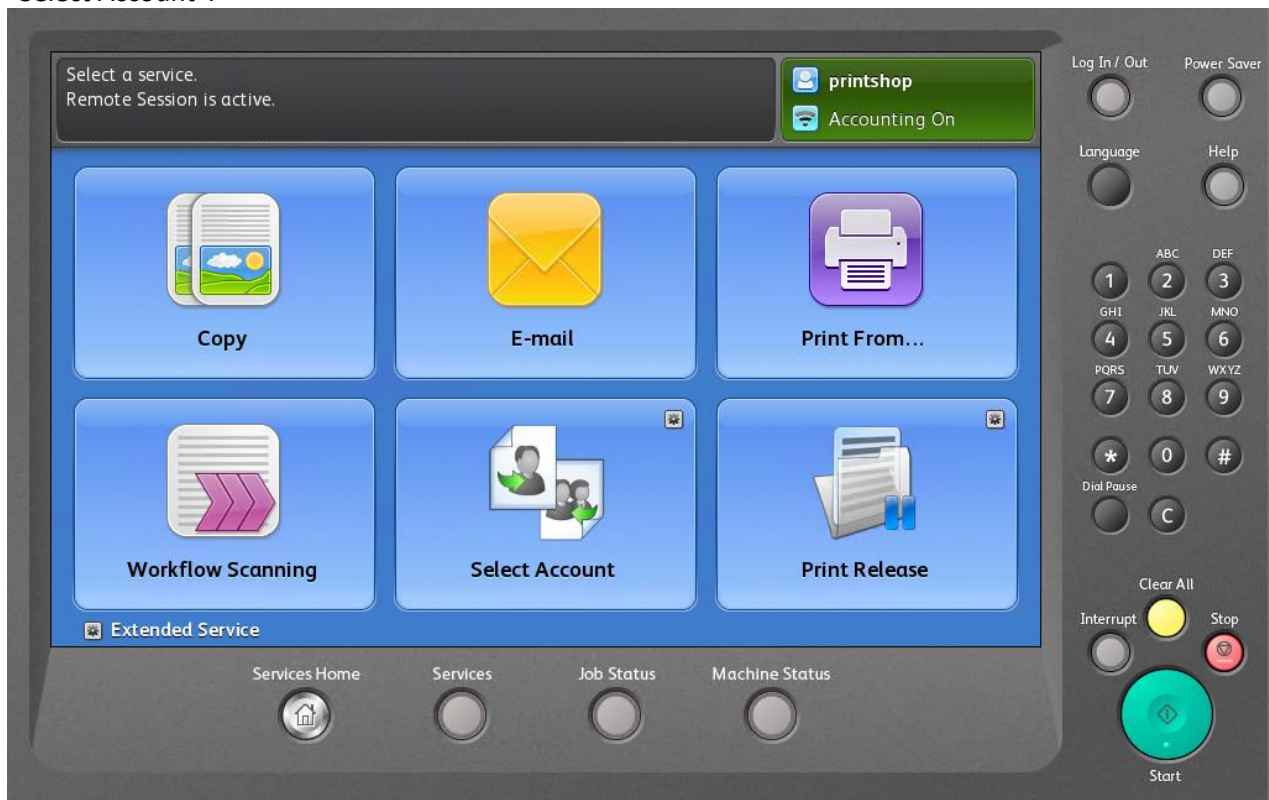 Select a service.
Remote Session is active.
printshop
Accounting On
Copy
E-mail
Print From...
Workflow Scanning
Select Account
Print Release
Extended Service
Services Home
Services
Job Status
Machine Status
Log In / Out
Power Saver
Language
Help
ABC DEF
1 2 3
GHI JKL MNO
4 5 6
PQRS TUV WXYZ
7 8 9
* 0 #
Dial Pause
C
Clear All
Interrupt
Stop
Start